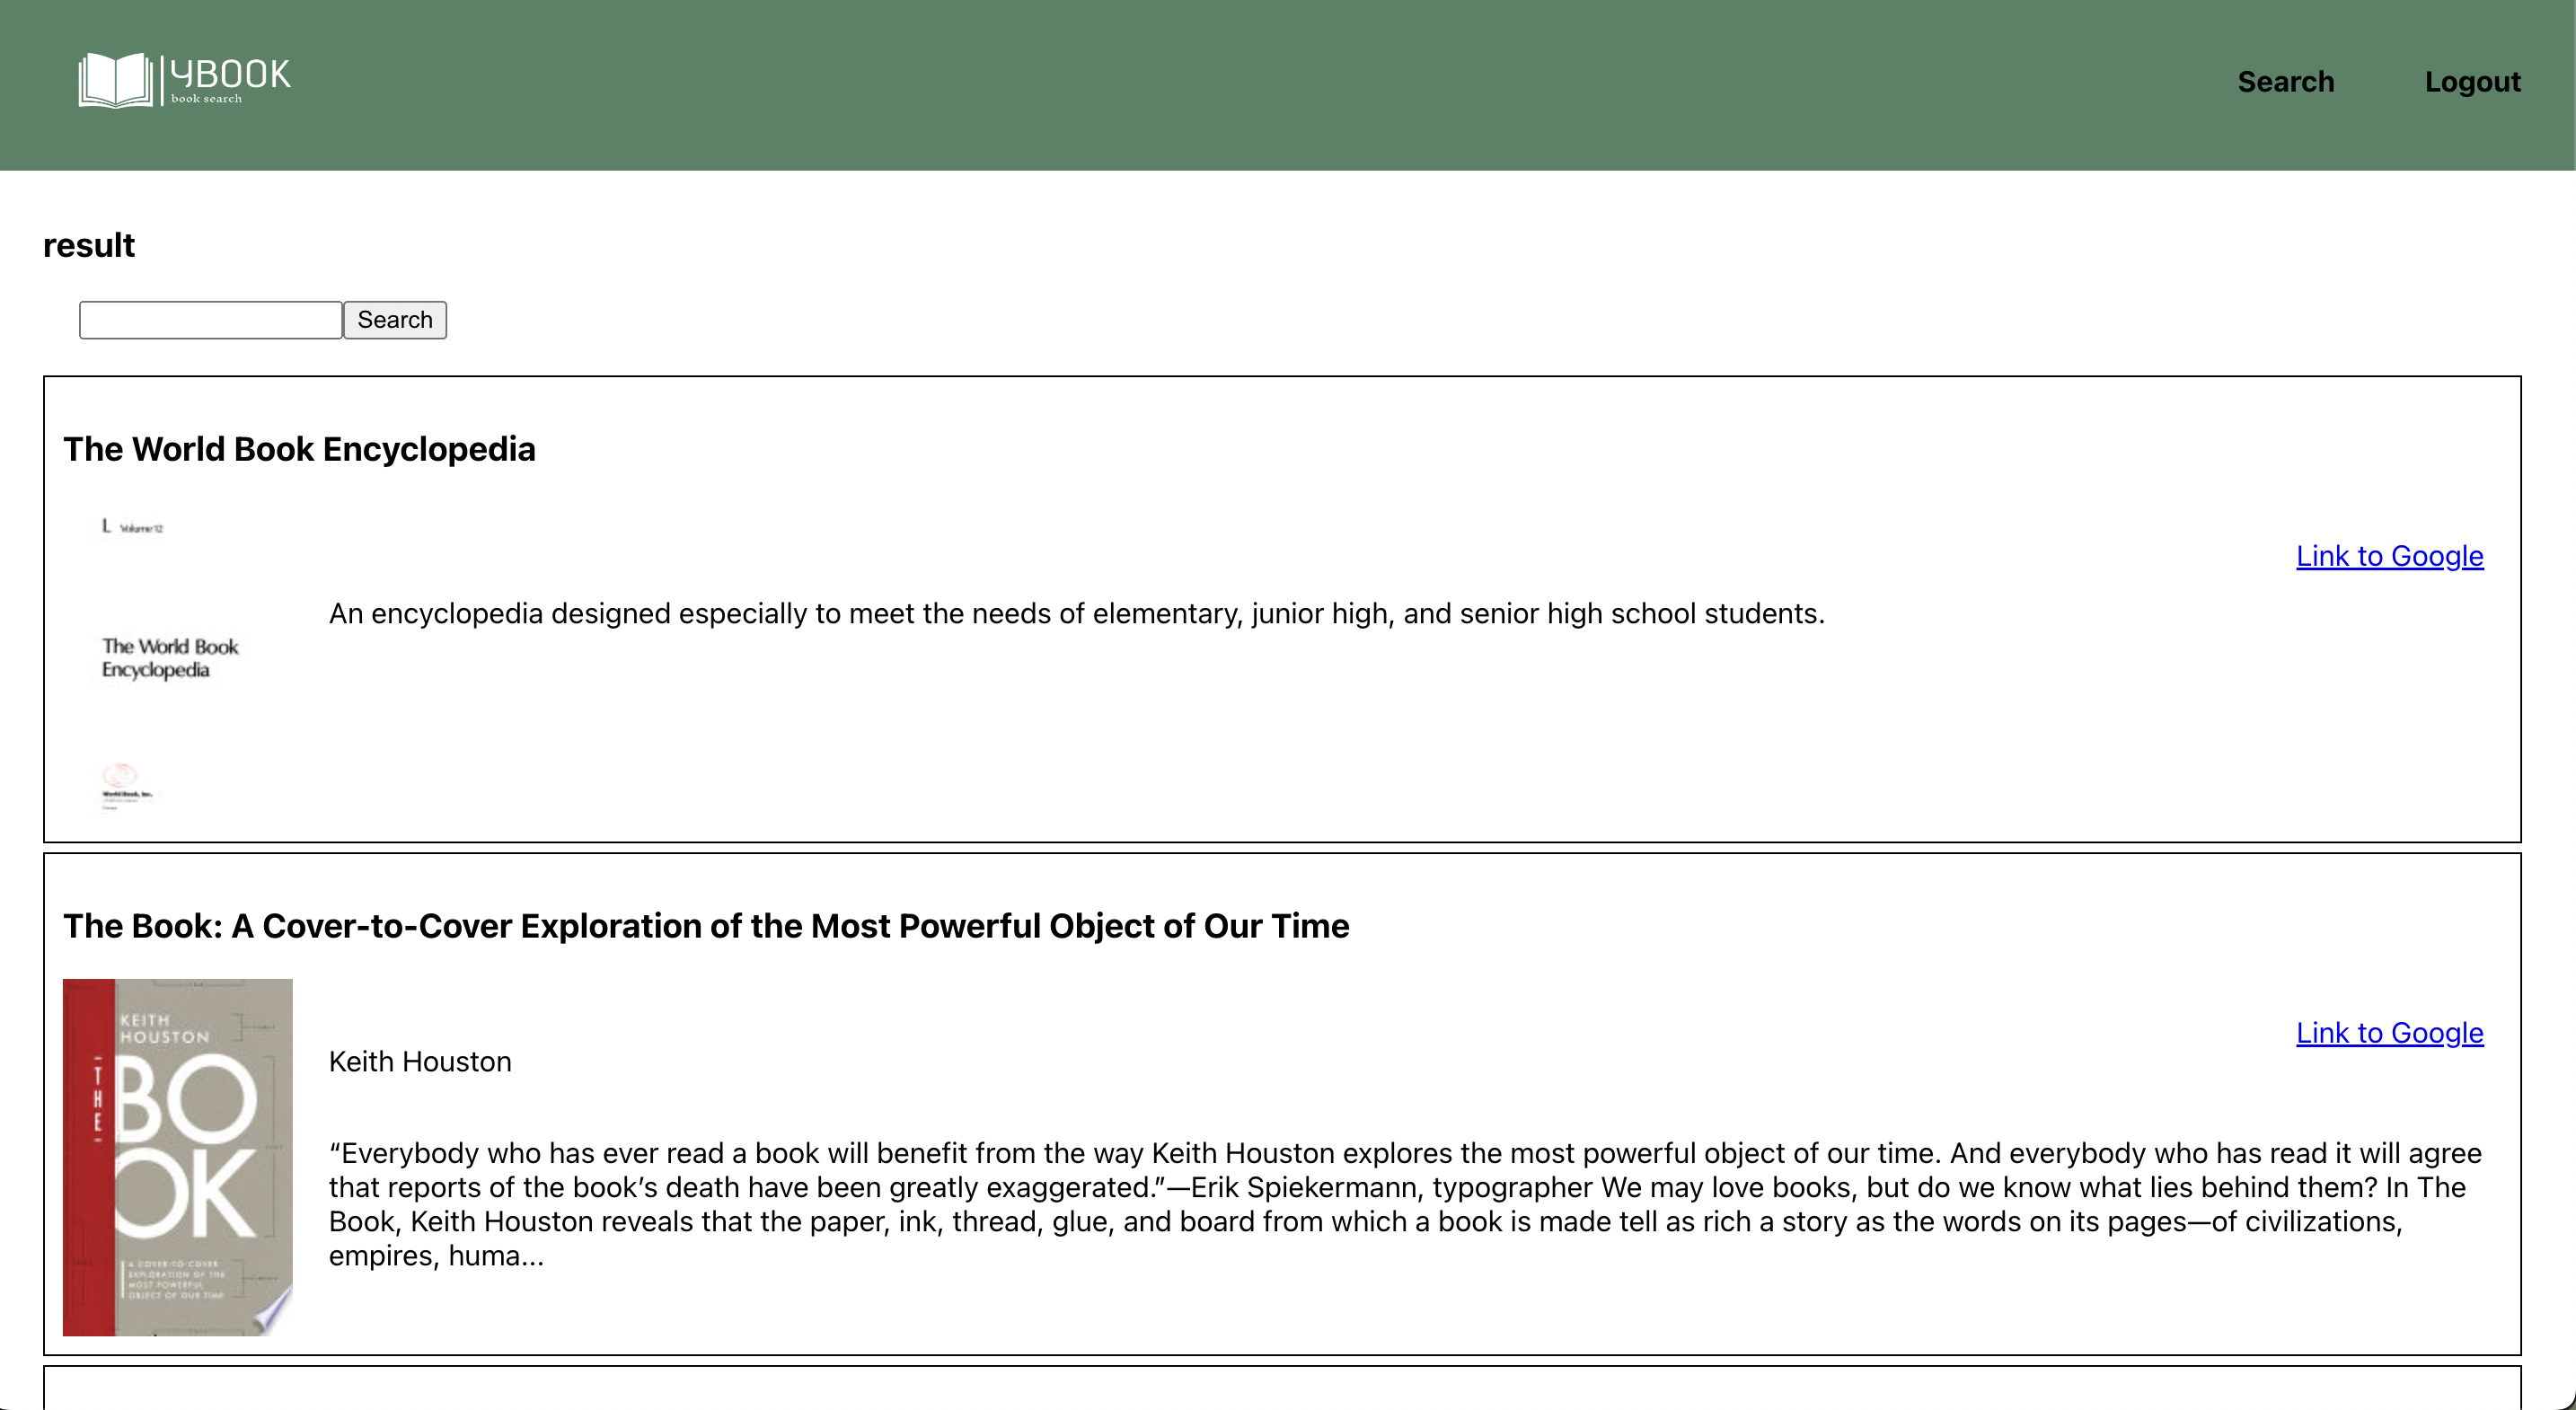 YBOOK
book search
Search
Logout
result
Search
The World Book Encyclopedia
L Volume 12
Link to Google
An encyclopedia designed especially to meet the needs of elementary, junior high, and senior high school students.
The World Book
Encyclopedia
World Book, Inc.
The Book: A Cover-to-Cover Exploration of the Most Powerful Object of Our Time
KEITH
HOUSTON
THE
BO
OK
A COVER-TO-COVER
EXPLORATION OF THE
MOST POWERFUL
OBJECT OF OUR TIME
Link to Google
Keith Houston
“Everybody who has ever read a book will benefit from the way Keith Houston explores the most powerful object of our time. And everybody who has read it will agree
that reports of the book’s death have been greatly exaggerated.”—Erik Spiekermann, typographer We may love books, but do we know what lies behind them? In The
Book, Keith Houston reveals that the paper, ink, thread, glue, and board from which a book is made tell as rich a story as the words on its pages—of civilizations,
empires, huma...